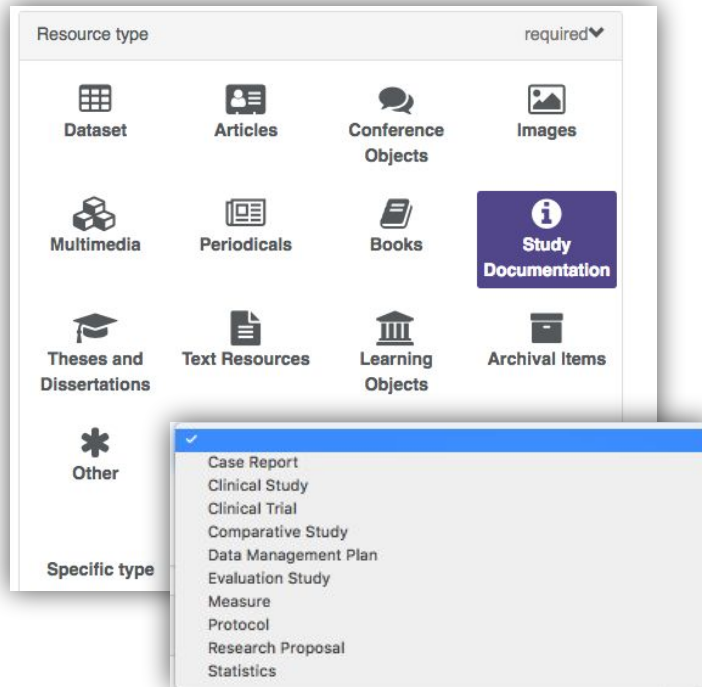 Resource type required
Dataset Articles Conference Objects Images
Multimedia Periodicals Books Study Documentation
Theses and Dissertations Text Resources Learning Objects Archival Items
Other
Specific type
Case Report
Clinical Study
Clinical Trial
Comparative Study
Data Management Plan
Evaluation Study
Measure
Protocol
Research Proposal
Statistics